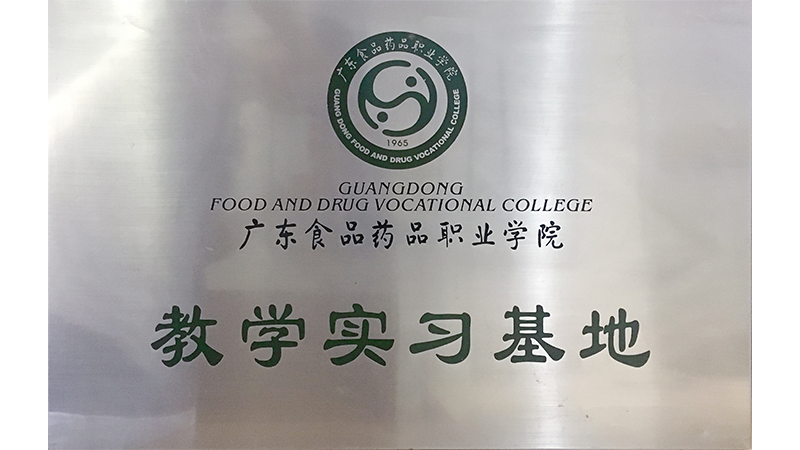 广东食品药品职业学院
GUANG DONG FOOD AND DRUG VOCATIONAL COLLEGE
1965
GUANGDONG
FOOD AND DRUG VOCATIONAL COLLEGE
广东食品药品职业学院
教学实习基地